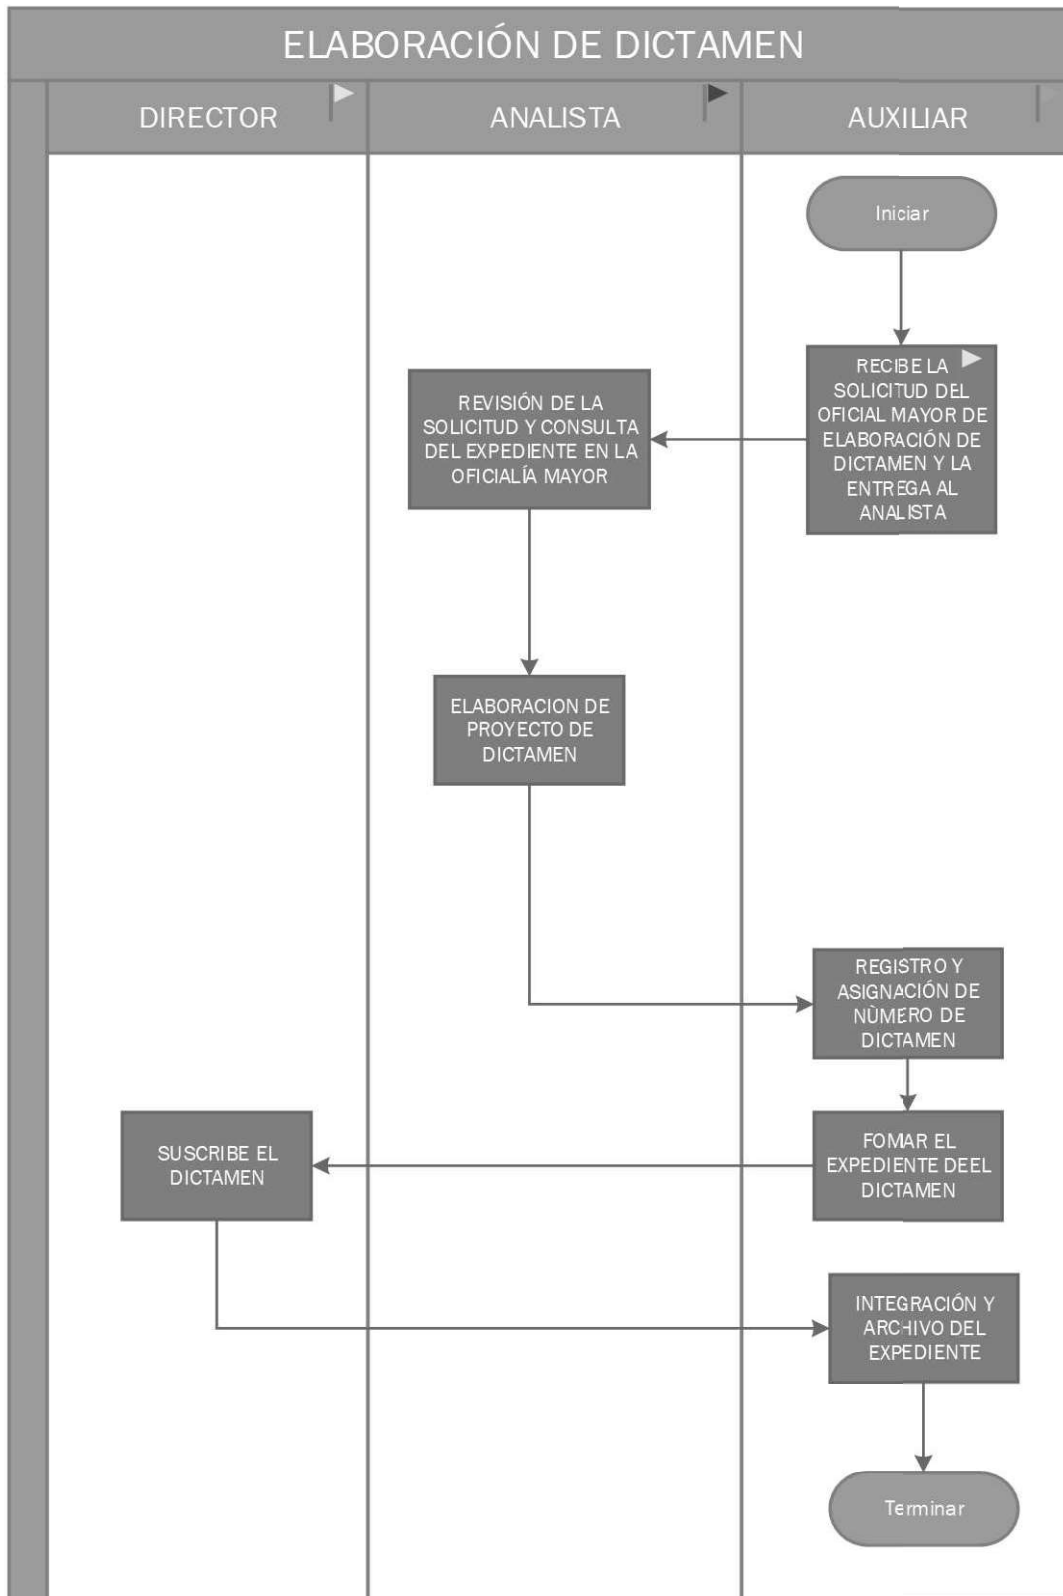 ELABORACIÓN DE DICTAMEN
DIRECTOR
ANALISTA
AUXILIAR
Iniciar
RECIBE LA
SOLICITUD DEL
OFICIAL MAYOR DE
ELABORACIÓN DE
DICTAMEN Y LA
ENTREGA AL
ANALISTA
REVISIÓN DE LA
SOLICITUD Y CONSULTA
DEL EXPEDIENTE EN LA
OFICIALÍA MAYOR
ELABORACION DE
PROYECTO DE
DICTAMEN
REGISTRO Y
ASIGNACIÓN DE
NÙMERO DE
DICTAMEN
FOMAR EL
EXPEDIENTE DEEL
DICTAMEN
SUSCRIBE EL
DICTAMEN
INTEGRACIÓN Y
ARCHIVO DEL
EXPEDIENTE
Terminar